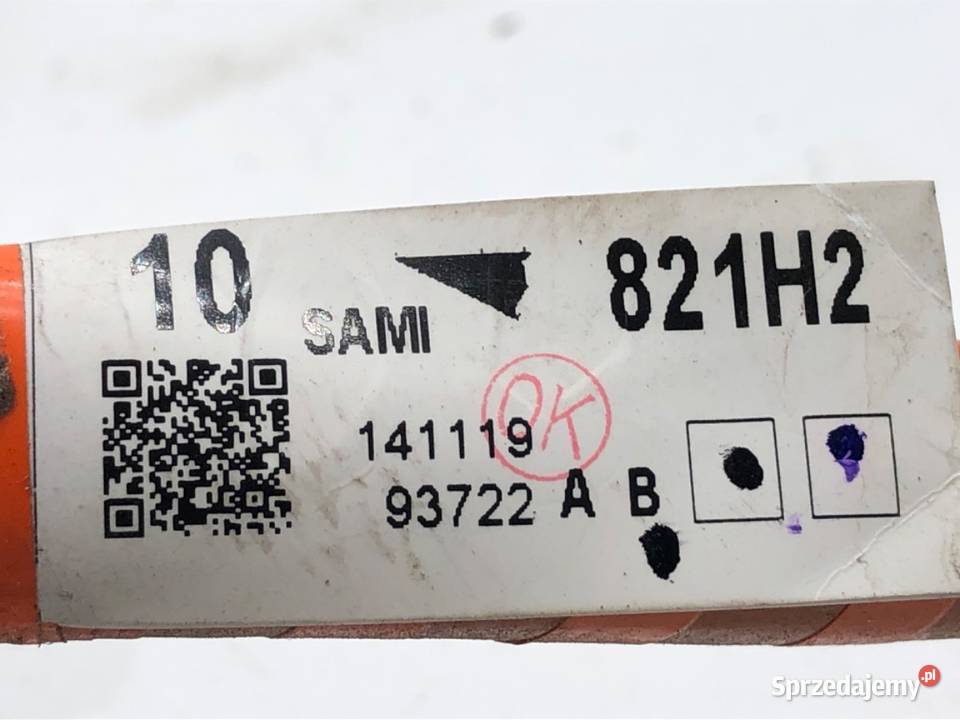 10 821H2
SAMI
OK
141119
93722 A B
Sprzedajemy.pl